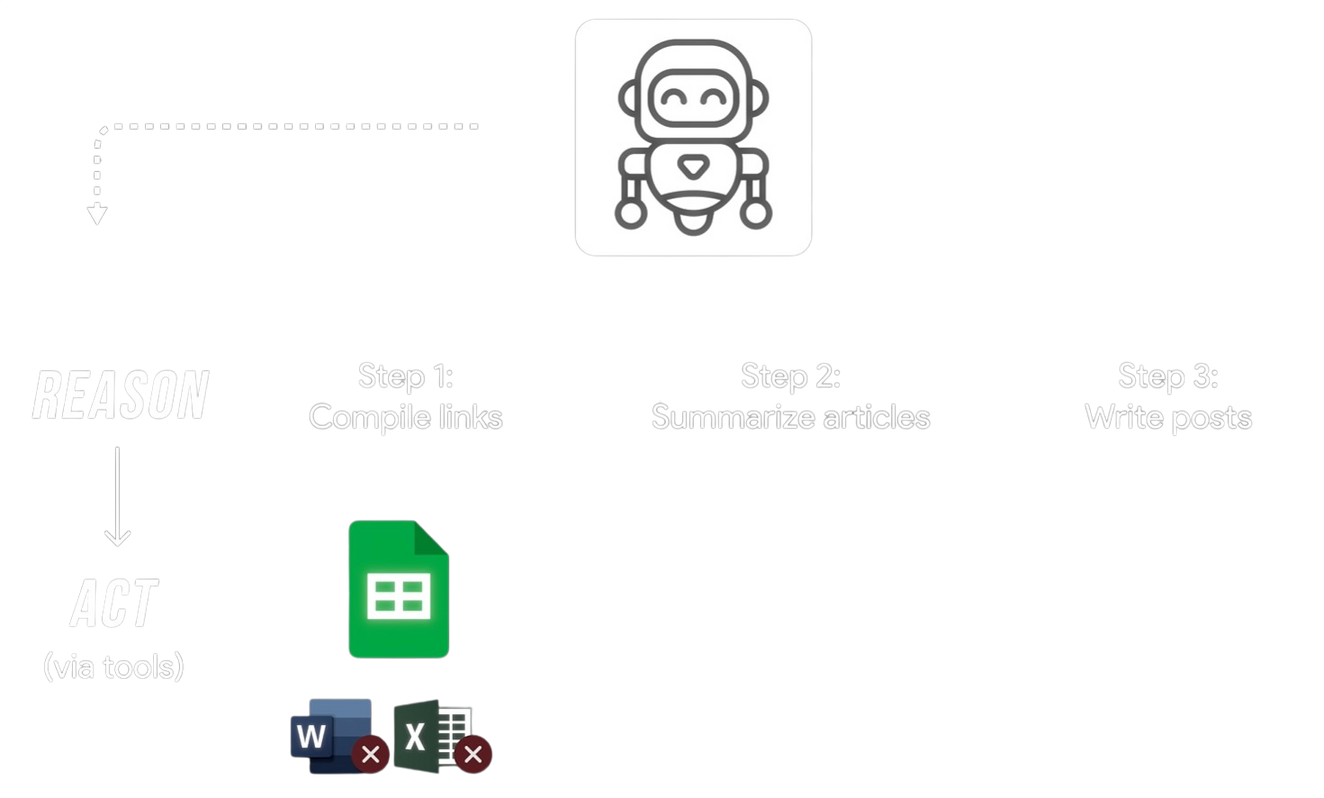 REASON
Step 1:
Compile links
Step 2:
Summarize articles
Step 3:
Write posts
ACT
(via tools)
W
X